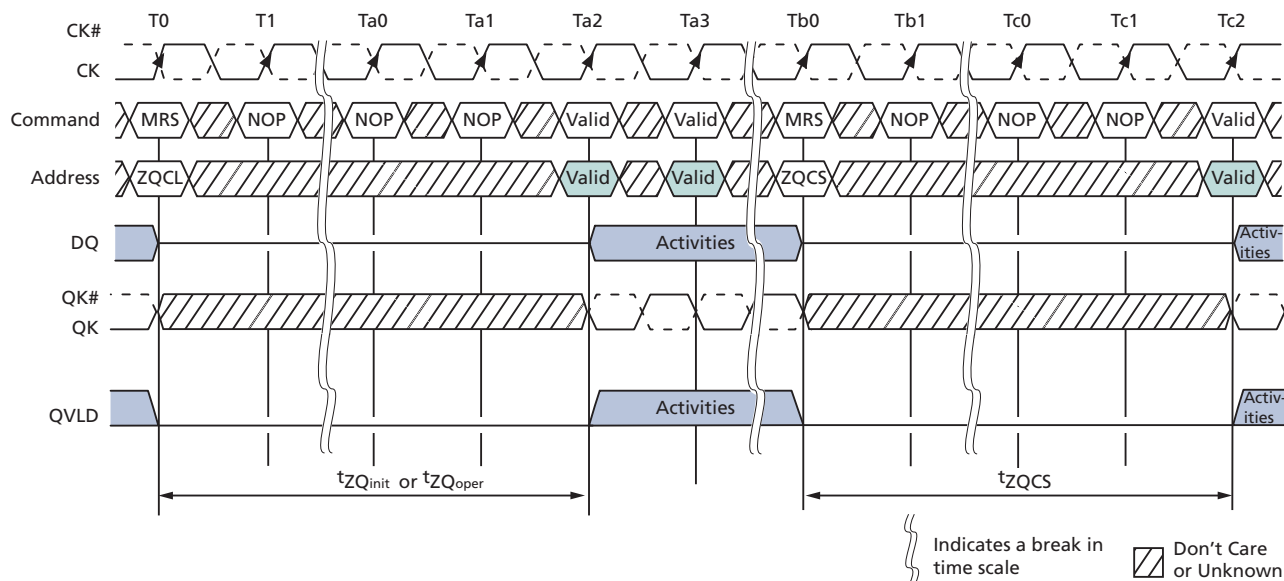 T0 T1 Ta0 Ta1 Ta2 Ta3 Tb0 Tb1 Tc0 Tc1 Tc2
CK#
CK
Command MRS NOP NOP NOP Valid Valid MRS NOP NOP NOP Valid
Address ZQCL Valid Valid ZQCS Valid
DQ Activities Activ-
ities
QK#
QK
QVLD Activities Activ-
ities
tZQinit or tZQoper tZQCS
Indicates a break in
time scale
Don't Care
or Unknown